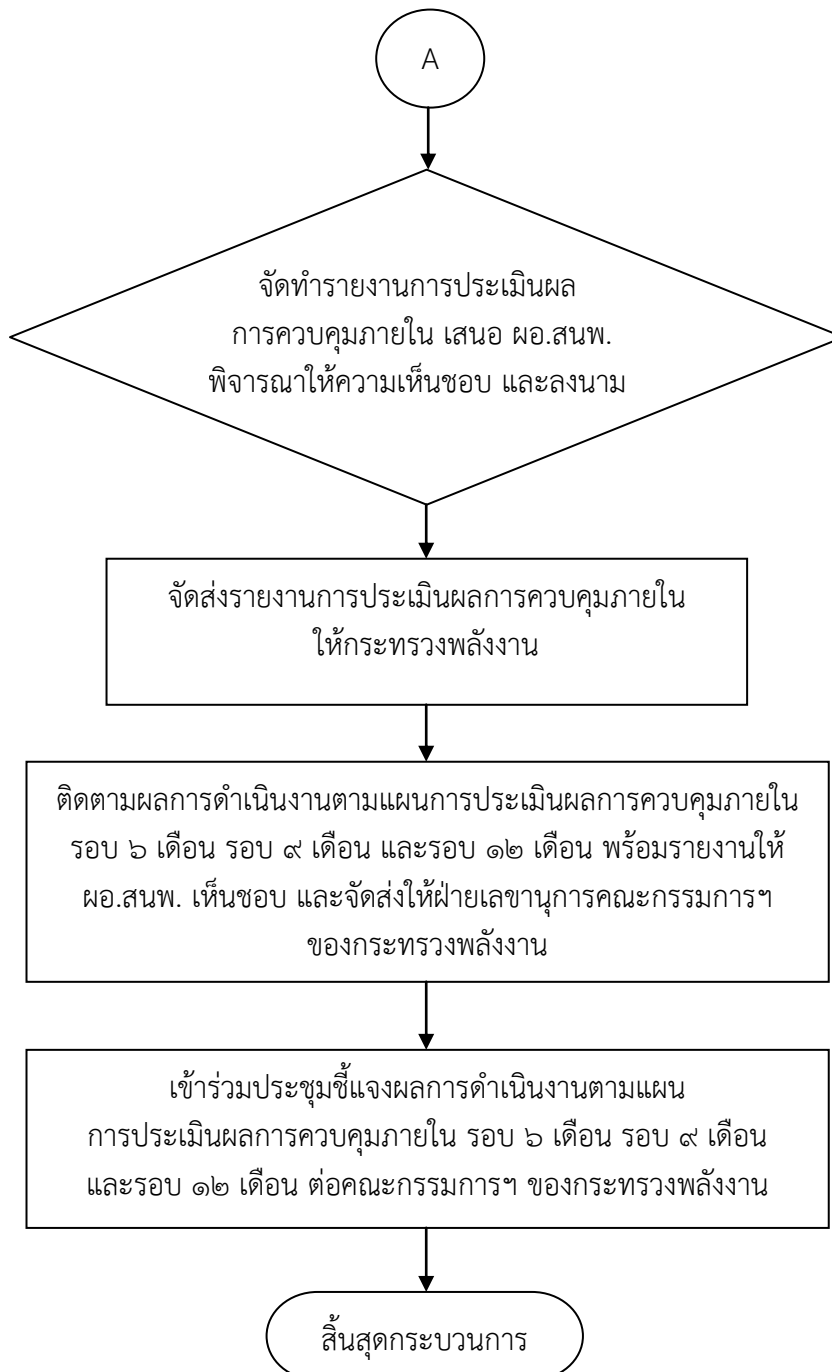 A
จัดทำรายงานการประเมินผล
การควบคุมภายใน เสนอ ผอ.สนพ.
พิจารณาให้ความเห็นชอบ และลงนาม
จัดส่งรายงานการประเมินผลการควบคุมภายใน
ให้กระทรวงพลังงาน
ติดตามผลการดำเนินงานตามแผนการประเมินผลการควบคุมภายใน
รอบ ๖ เดือน รอบ ๙ เดือน และรอบ ๑๒ เดือน พร้อมรายงานให้
ผอ.สนพ. เห็นชอบ และจัดส่งให้ฝ่ายเลขานุการคณะกรรมการฯ
ของกระทรวงพลังงาน
เข้าร่วมประชุมชี้แจงผลการดำเนินงานตามแผน
การประเมินผลการควบคุมภายใน รอบ ๖ เดือน รอบ ๙ เดือน
และรอบ ๑๒ เดือน ต่อคณะกรรมการฯ ของกระทรวงพลังงาน
สิ้นสุดกระบวนการ